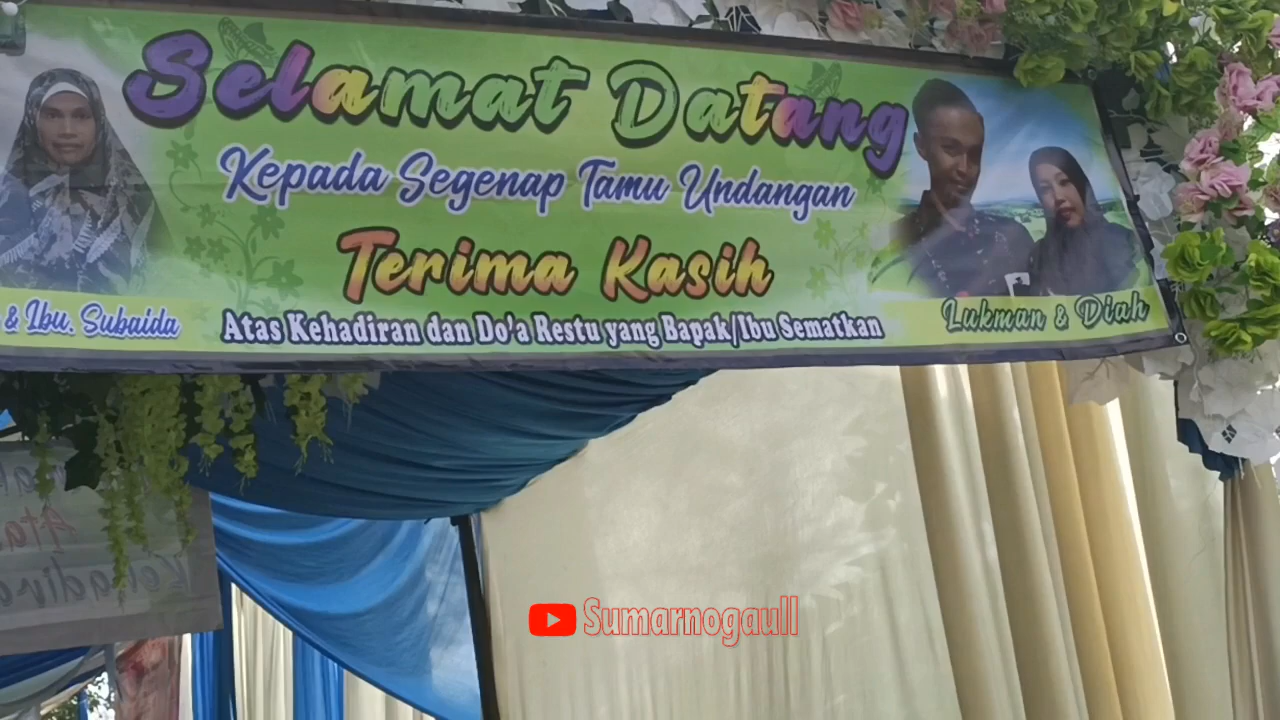 Selamat Datang
Kepada Segenap Tamu Undangan
Terima Kasih
Atas Kehadiran dan Do'a Restu yang Bapak/Ibu Sematkan
& Ibu. Subaida
Lukman & Diah
Sumarnogaull